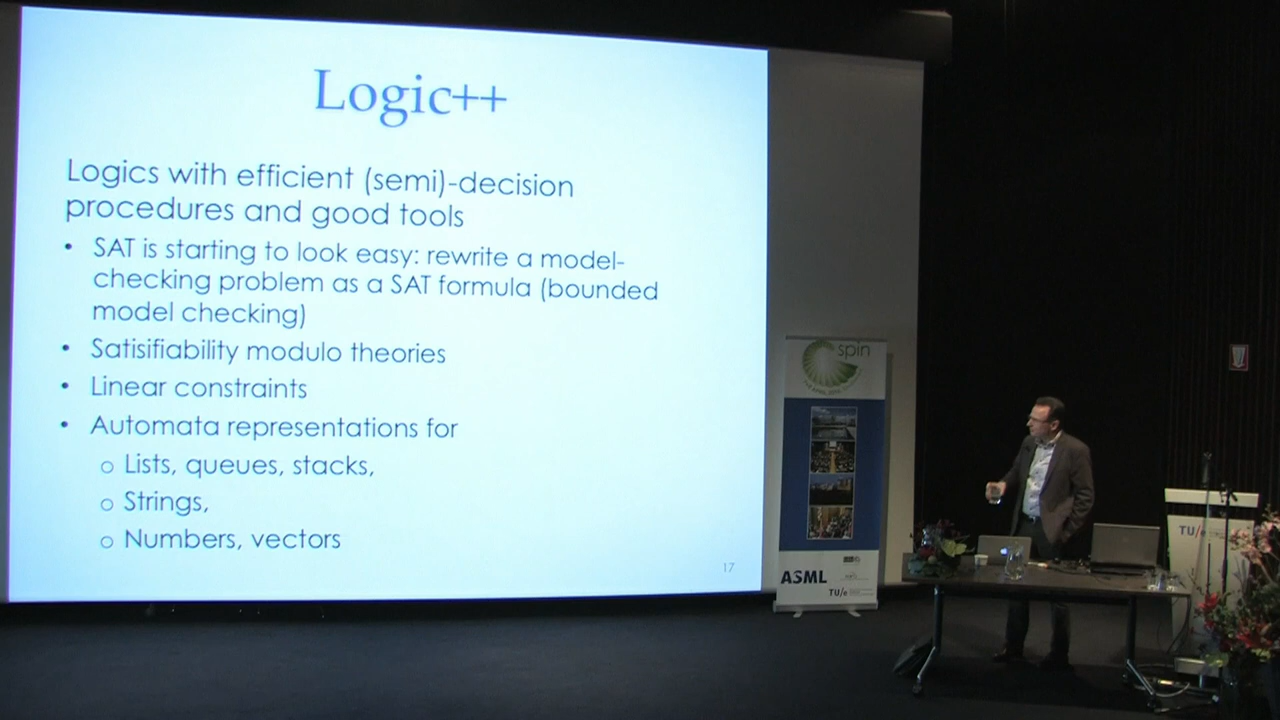 Logic++
Logics with efficient (semi)-decision
procedures and good tools
• SAT is starting to look easy: rewrite a model-
checking problem as a SAT formula (bounded
model checking)
• Satisifiability modulo theories
• Linear constraints
• Automata representations for
o Lists, queues, stacks,
o Strings,
o Numbers, vectors
17
spin
ASML
TU/e
TU/e